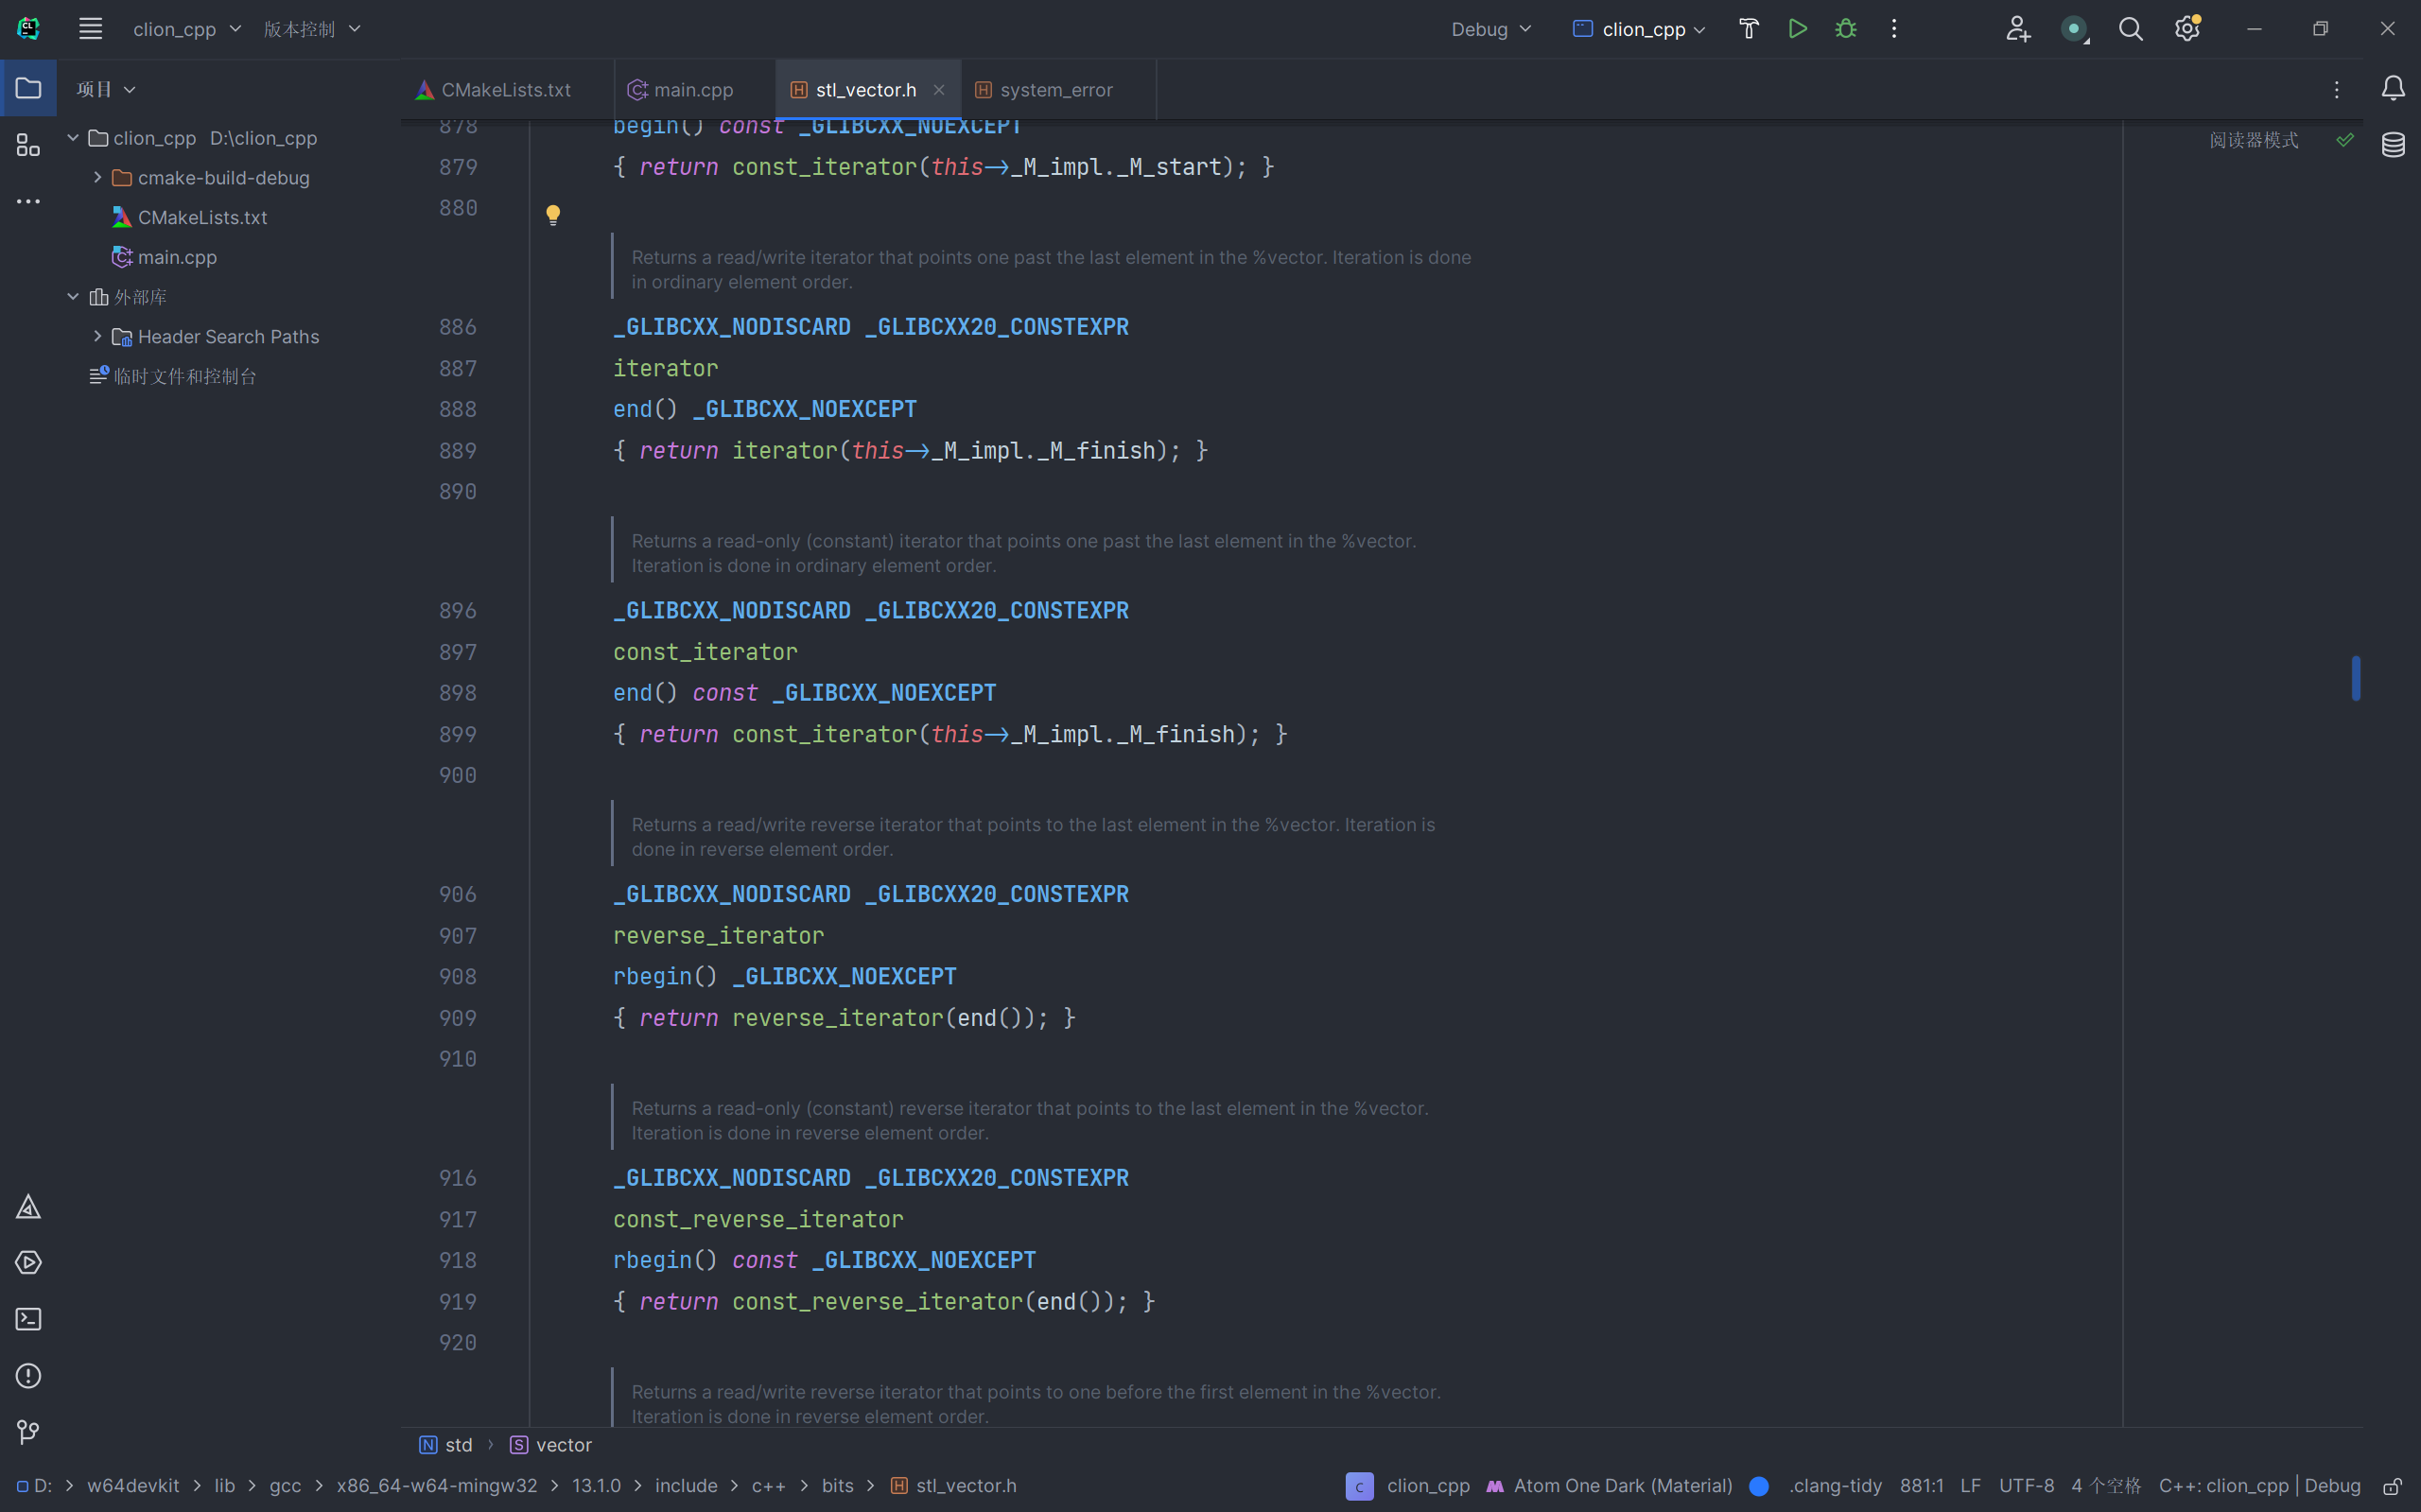 clion_cpp 版本控制 Debug clion_cpp
项目 CMakeLists.txt main.cpp stl_vector.h system_error
阅读器模式
clion_cpp D:\clion_cpp
cmake-build-debug
CMakeLists.txt
main.cpp
外部库
Header Search Paths
临时文件和控制台
878 begin() const _GLIBCXX_NOEXCEPT
879 { return const_iterator(this->_M_impl._M_start); }
880
Returns a read/write iterator that points one past the last element in the %vector. Iteration is done
in ordinary element order.
886 _GLIBCXX_NODISCARD _GLIBCXX20_CONSTEXPR
887 iterator
888 end() _GLIBCXX_NOEXCEPT
889 { return iterator(this->_M_impl._M_finish); }
890
Returns a read-only (constant) iterator that points one past the last element in the %vector.
Iteration is done in ordinary element order.
896 _GLIBCXX_NODISCARD _GLIBCXX20_CONSTEXPR
897 const_iterator
898 end() const _GLIBCXX_NOEXCEPT
899 { return const_iterator(this->_M_impl._M_finish); }
900
Returns a read/write reverse iterator that points to the last element in the %vector. Iteration is
done in reverse element order.
906 _GLIBCXX_NODISCARD _GLIBCXX20_CONSTEXPR
907 reverse_iterator
908 rbegin() _GLIBCXX_NOEXCEPT
909 { return reverse_iterator(end()); }
910
Returns a read-only (constant) reverse iterator that points to the last element in the %vector.
Iteration is done in reverse element order.
916 _GLIBCXX_NODISCARD _GLIBCXX20_CONSTEXPR
917 const_reverse_iterator
918 rbegin() const _GLIBCXX_NOEXCEPT
919 { return const_reverse_iterator(end()); }
920
Returns a read/write reverse iterator that points to one before the first element in the %vector.
Iteration is done in reverse element order.
N std › S vector
D: > w64devkit > lib > gcc > x86_64-w64-mingw32 > 13.1.0 > include > c++ > bits > stl_vector.h C clion_cpp Atom One Dark (Material) .clang-tidy 881:1 LF UTF-8 4 个空格 C++: clion_cpp | Debug